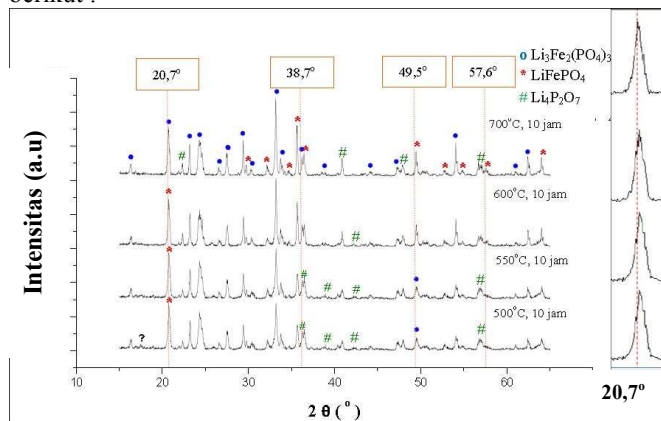 berikut :
20,7°
38,7°
49,5°
57,6°
Li3Fe2(PO4)3
LiFePO4
Li4P2O7
#
700°C, 10 jam
#
#
#
600°C, 10 jam
#
550°C, 10 jam
#
#
#
#
500°C, 10 jam
?
#
#
#
#
Intensitas (a.u)
10
20
30
40
50
60
2 θ ( ° )
20,7°